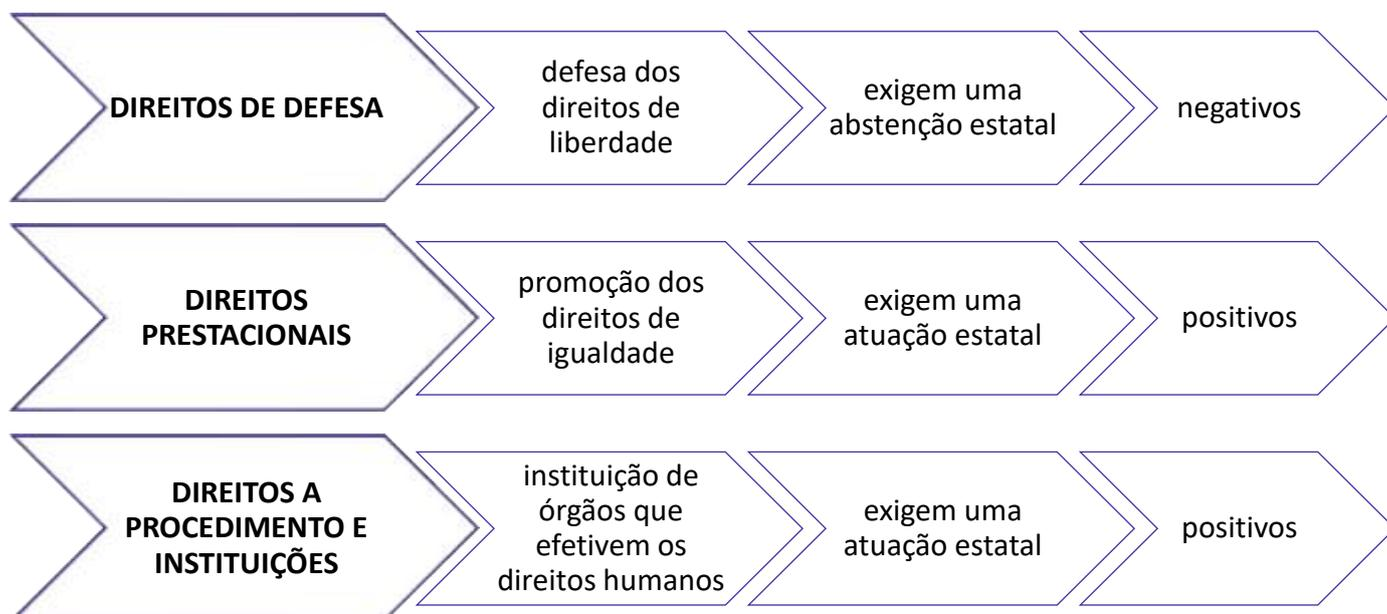 DIREITOS DE DEFESA
defesa dos
direitos de
liberdade
exigem uma
abstenção estatal
negativos
DIREITOS
PRESTACIONAIS
promoção dos
direitos de
igualdade
exigem uma
atuação estatal
positivos
DIREITOS A
PROCEDIMENTO E
INSTITUIÇÕES
instituição de
órgãos que
efetivem os
direitos humanos
exigem uma
atuação estatal
positivos